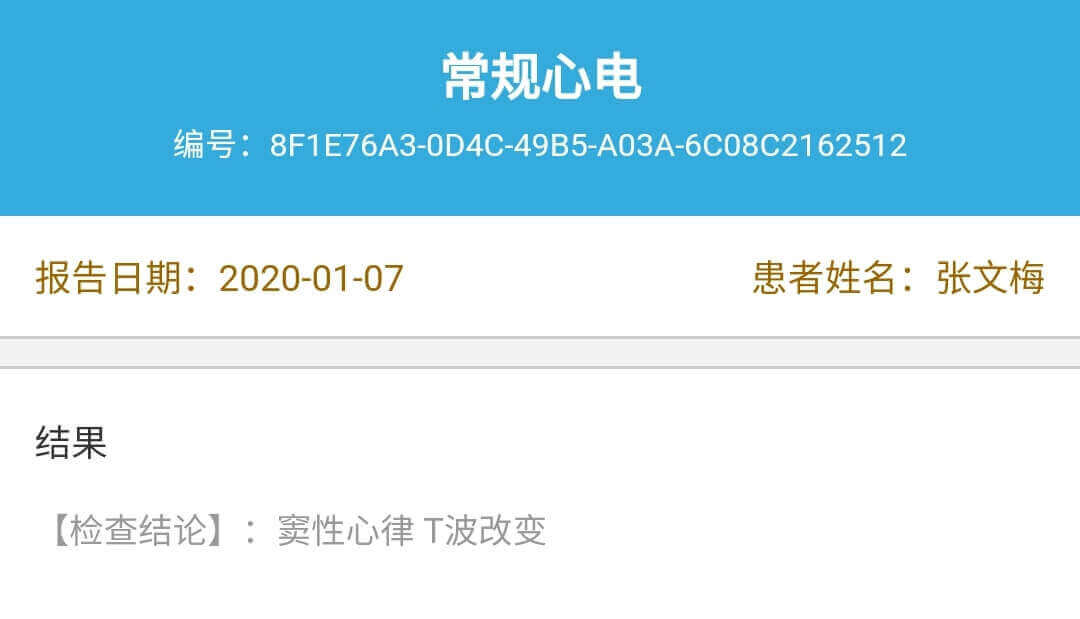 常规心电
编号：8F1E76A3-0D4C-49B5-A03A-6C08C2162512
报告日期：2020-01-07 患者姓名：张文梅
结果
【检查结论】：窦性心律 T波改变